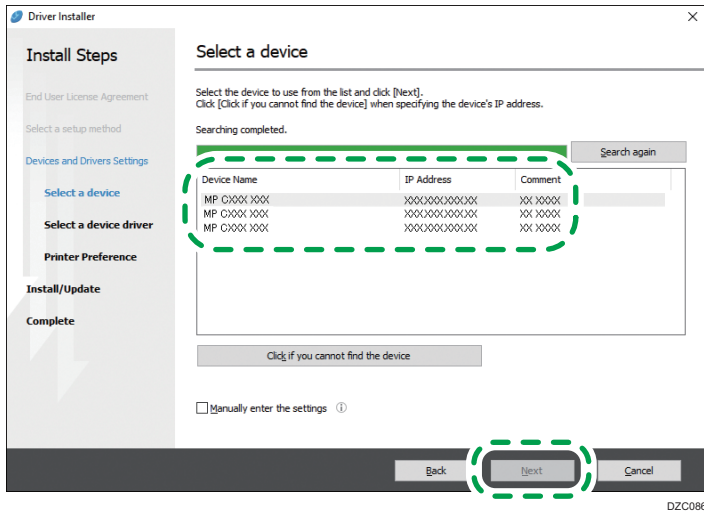 Driver Installer
Install Steps
End User License Agreement
Select a setup method
Devices and Drivers Settings
Select a device
Select a device driver
Printer Preference
Install/Update
Complete
Select a device
Select the device to use from the list and click [Next].
Click [Click if you cannot find the device] when specifying the device's IP address.
Searching completed.
Search again
Device Name IP Address Comment
MP CXXX XXX XXX.XXX.XXX.XX XX XXXX
MP CXXX XXX XXX.XXX.XXX.XX XX XXXX
MP CXXX XXX XXX.XXX.XXX.XX XX XXXX
Click if you cannot find the device
Manually enter the settings
Back Next Cancel
DZC086